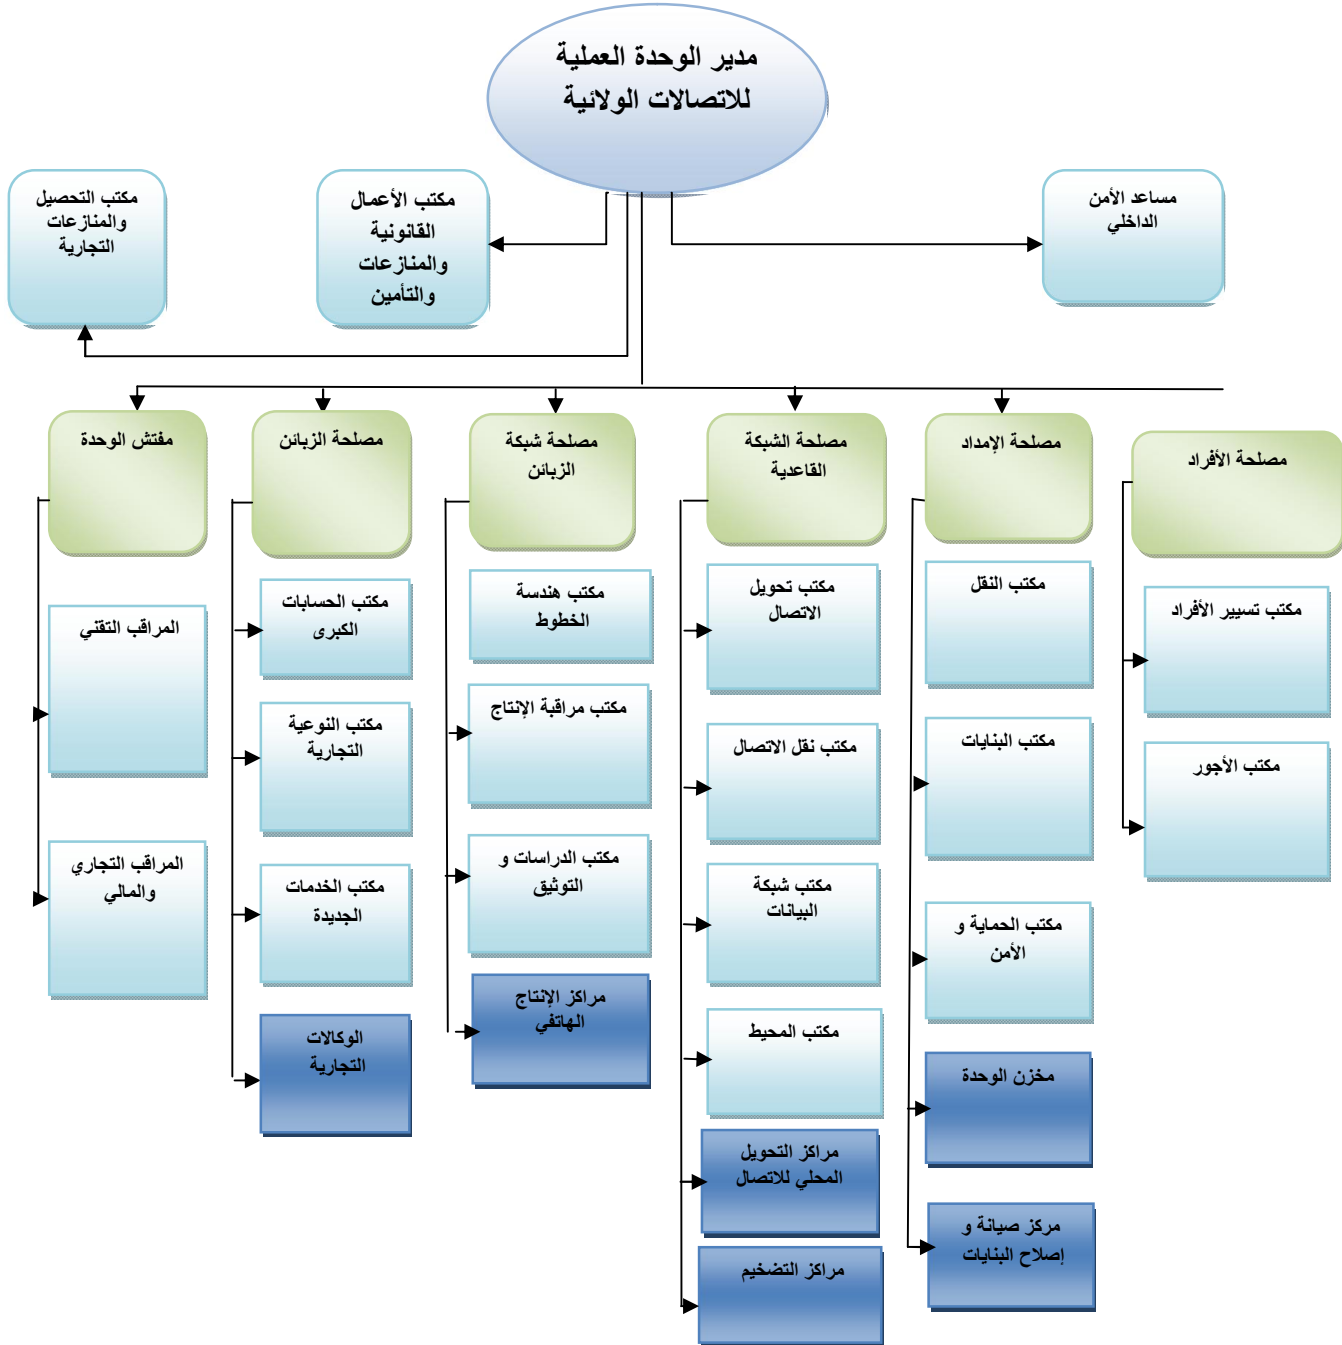 مدير الوحدة العملية
للاتصالات الولائية
مساعد الأمن
الداخلي
مكتب الأعمال
القانونية
والمنازعات
والتأمين
مكتب التحصيل
والمنازعات
التجارية
مصلحة الأفراد
مكتب تسيير الأفراد
مكتب الأجور
مصلحة الإمداد
مكتب النقل
مكتب البنايات
مكتب الحماية و
الأمن
مخزن الوحدة
مركز صيانة و
إصلاح البنايات
مصلحة الشبكة
القاعدية
مكتب تحويل
الاتصال
مكتب نقل الاتصال
مكتب شبكة
البيانات
مكتب المحيط
مراكز التحويل
المحلي للاتصال
مراكز التضخيم
مصلحة شبكة
الزبائن
مكتب هندسة
الخطوط
مكتب مراقبة الإنتاج
مكتب الدراسات و
التوثيق
مراكز الإنتاج
الهاتفي
مصلحة الزبائن
مكتب الحسابات
الكبرى
مكتب النوعية
التجارية
مكتب الخدمات
الجديدة
الوكالات
التجارية
مفتش الوحدة
المراقب التقني
المراقب التجاري
والمالي